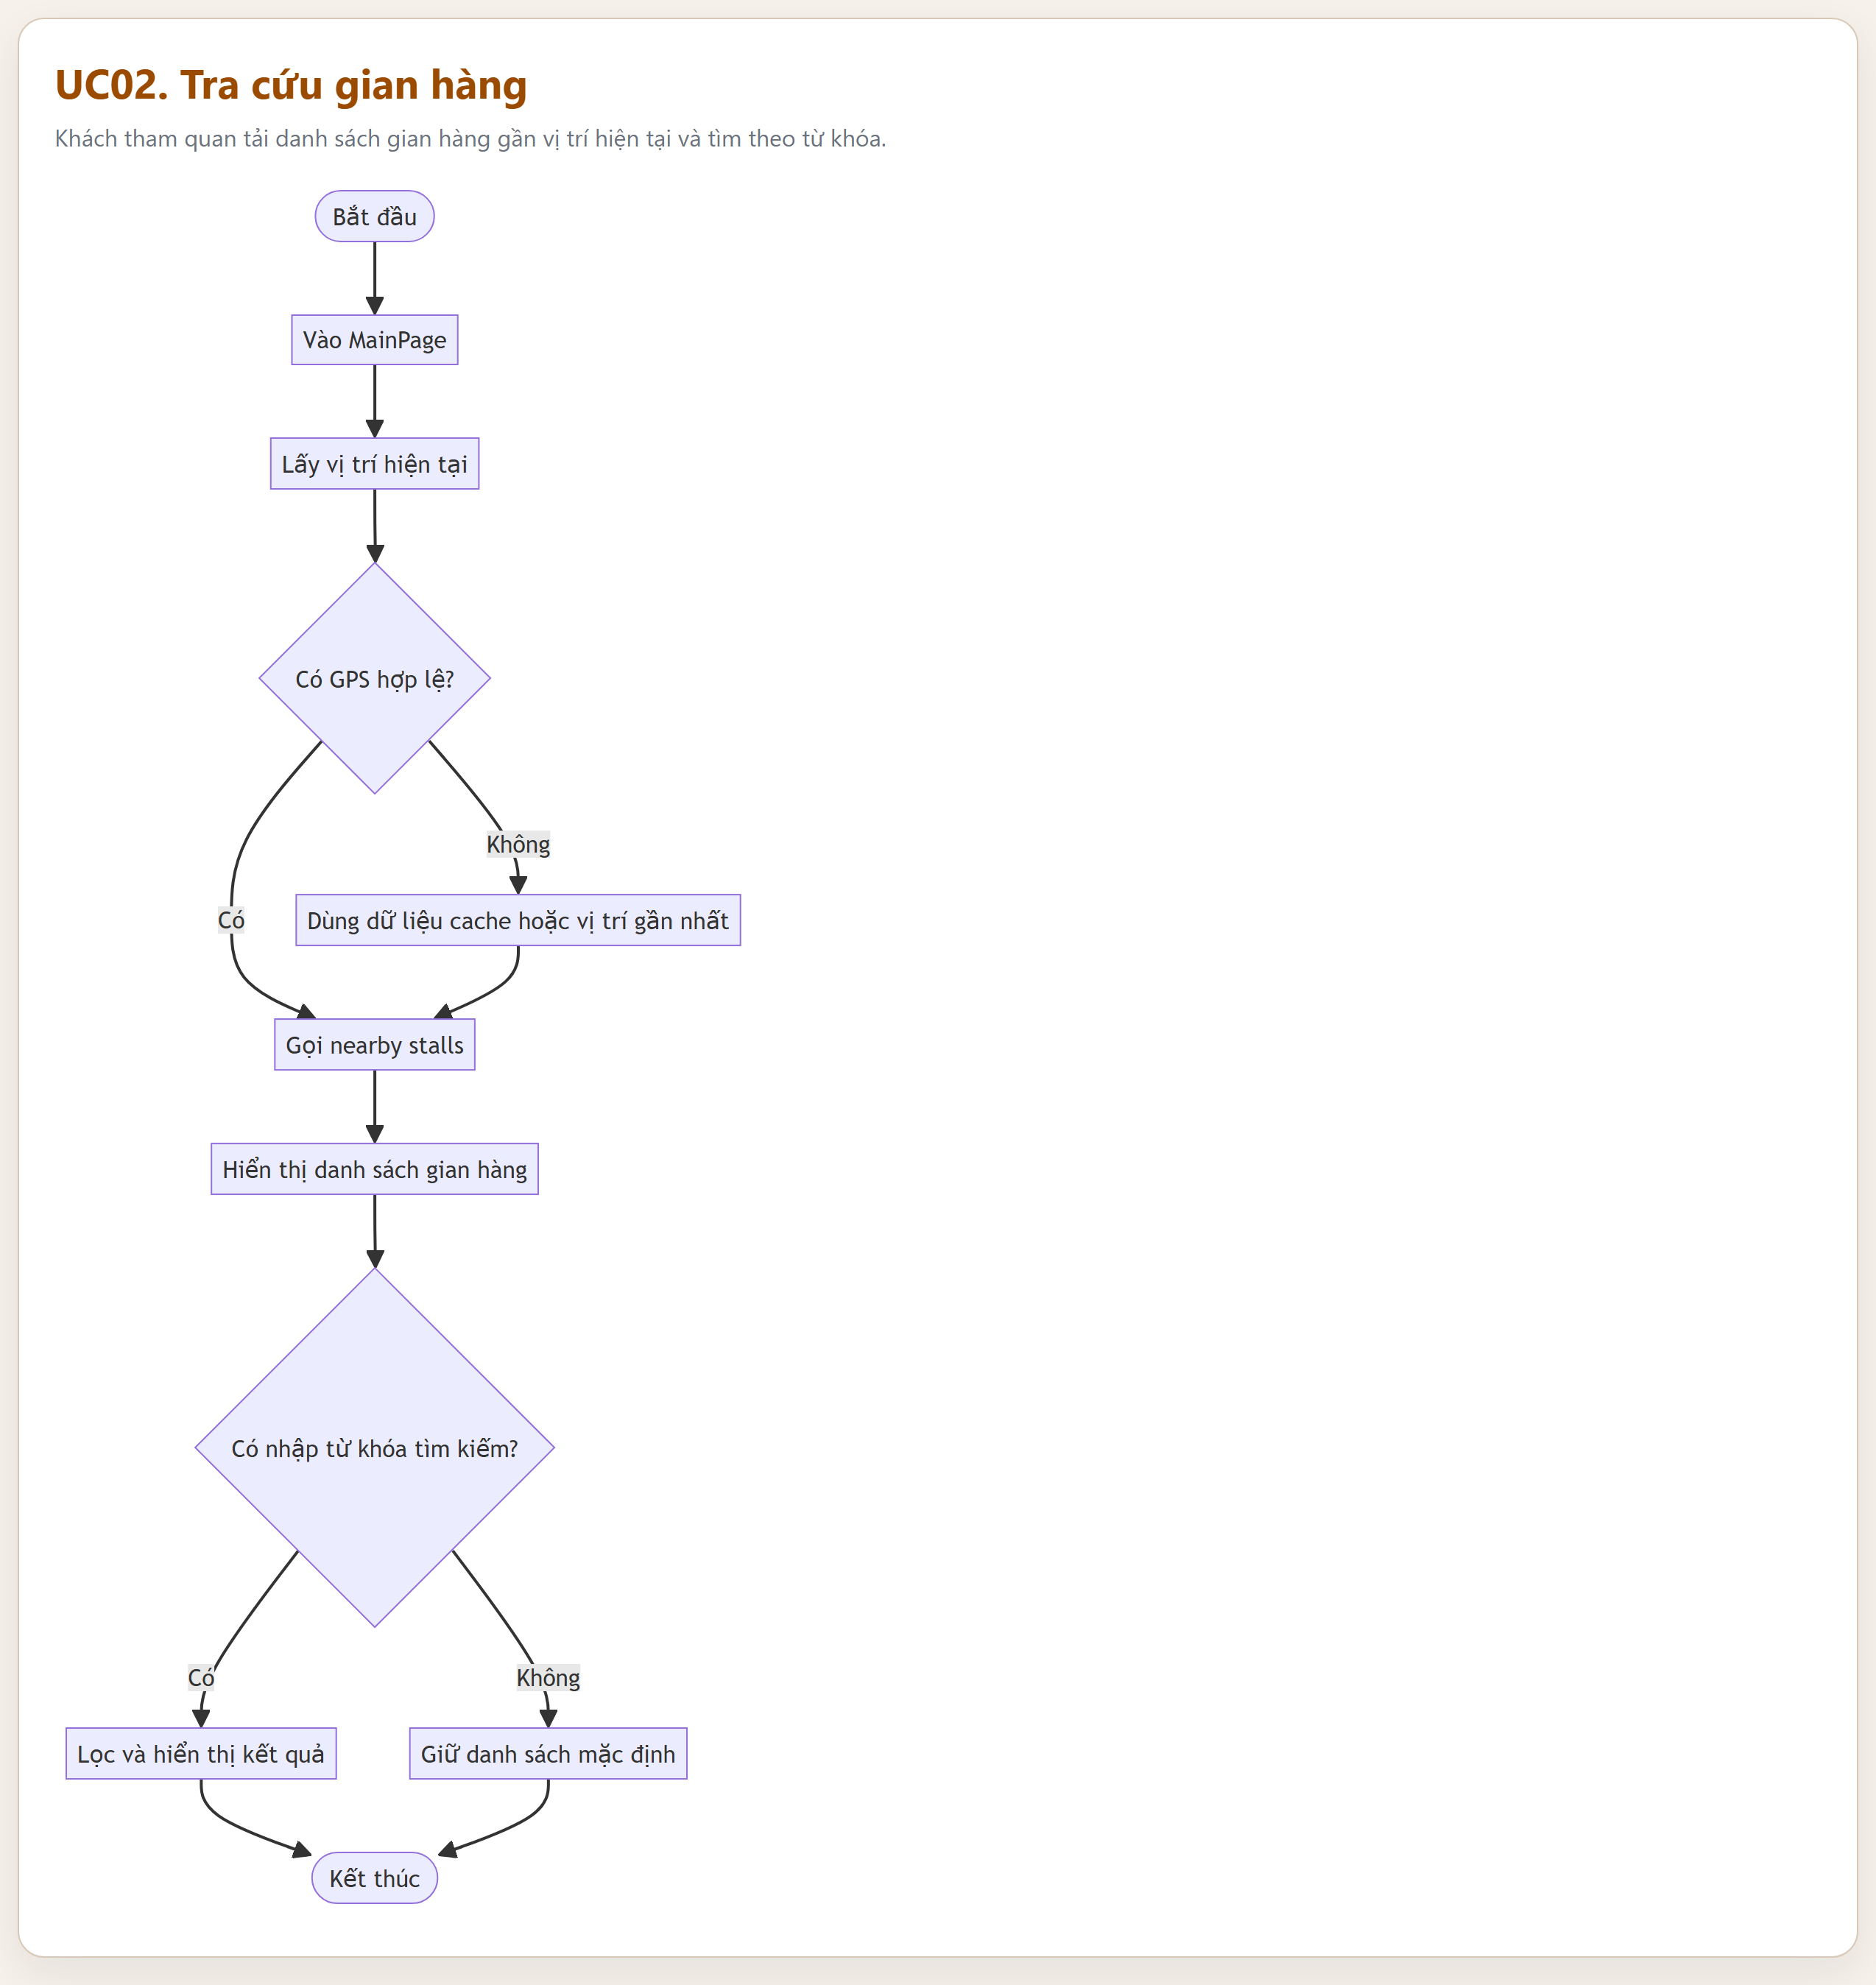 UC02. Tra cứu gian hàng
Khách tham quan tải danh sách gian hàng gần vị trí hiện tại và tìm theo từ khóa.
Bắt đầu
Vào MainPage
Lấy vị trí hiện tại
Có GPS hợp lệ?
Không
Có
Dùng dữ liệu cache hoặc vị trí gần nhất
Gọi nearby stalls
Hiển thị danh sách gian hàng
Có nhập từ khóa tìm kiếm?
Có
Không
Lọc và hiển thị kết quả
Giữ danh sách mặc định
Kết thúc